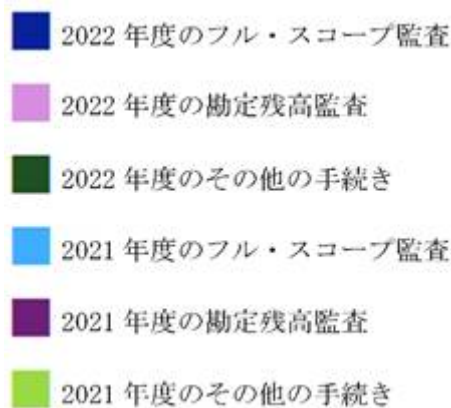 2022 年度のフル・スコープ監査
2022 年度の勘定残高監査
2022 年度のその他の手続き
2021 年度のフル・スコープ監査
2021 年度の勘定残高監査
2021 年度のその他の手続き